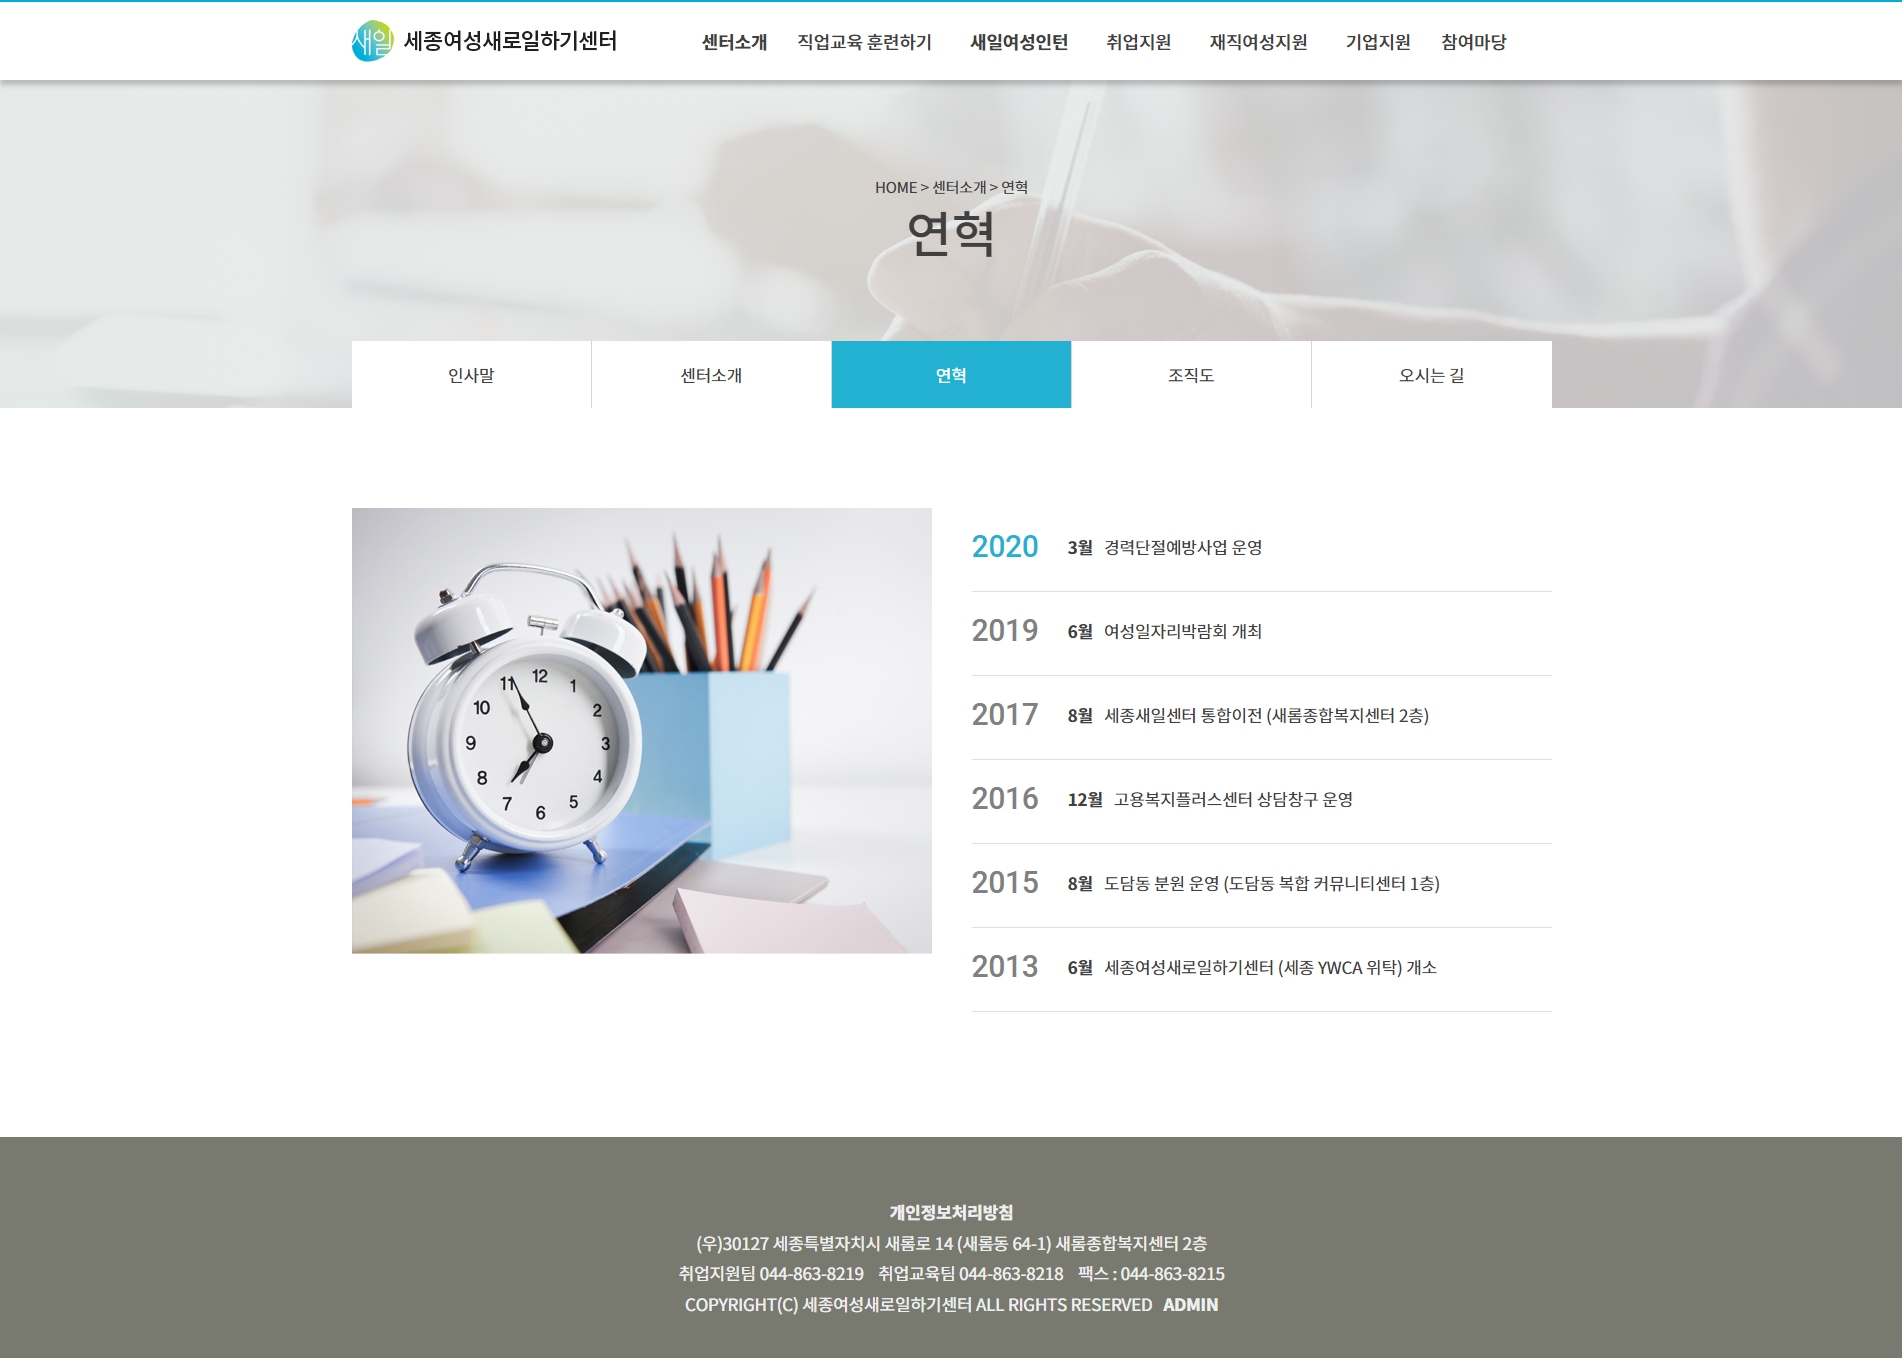 새일 세종여성새로일하기센터
센터소개 직업교육 훈련하기 새일여성인턴 취업지원 재직여성지원 기업지원 참여마당
HOME > 센터소개 > 연혁
연혁
인사말 센터소개 연혁 조직도 오시는 길
12
11 1
10 2
9 3
8 4
7 5
6
2020 3월 경력단절예방사업 운영
2019 6월 여성일자리박람회 개최
2017 8월 세종새일센터 통합이전 (새롬종합복지센터 2층)
2016 12월 고용복지플러스센터 상담창구 운영
2015 8월 도담동 분원 운영 (도담동 복합 커뮤니티센터 1층)
2013 6월 세종여성새로일하기센터 (세종 YWCA 위탁) 개소
개인정보처리방침
(우)30127 세종특별자치시 새롬로 14 (새롬동 64-1) 새롬종합복지센터 2층
취업지원팀 044-863-8219 취업교육팀 044-863-8218 팩스 : 044-863-8215
COPYRIGHT(C) 세종여성새로일하기센터 ALL RIGHTS RESERVED ADMIN